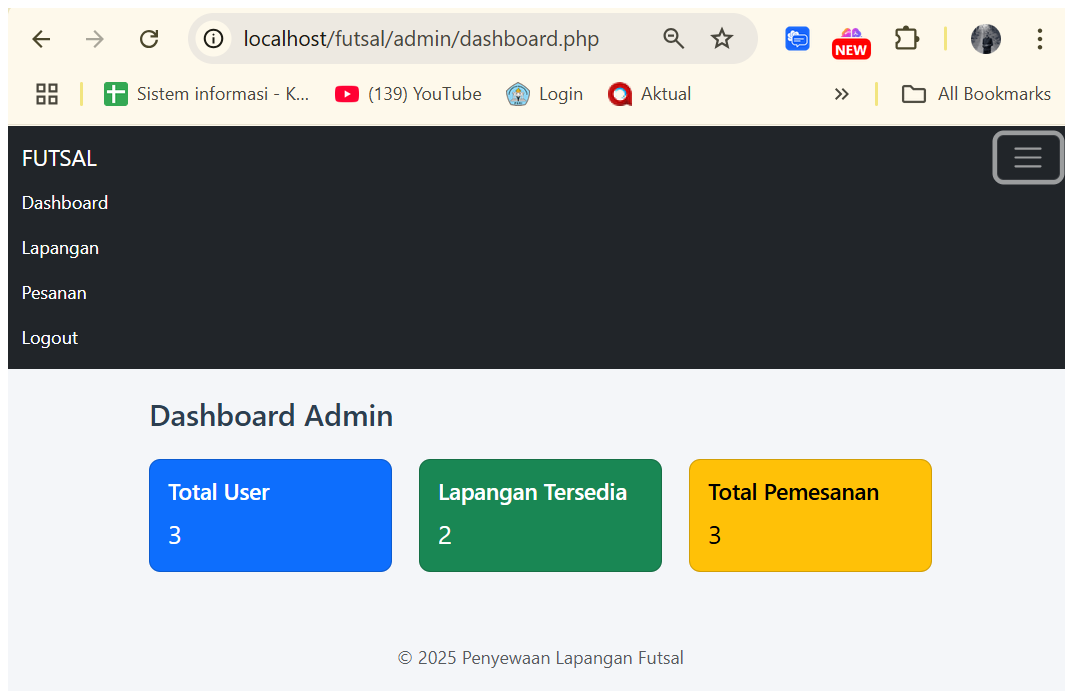 localhost/futsal/admin/dashboard.php
NEW
Sistem informasi - K... (139) YouTube Login Aktual All Bookmarks
FUTSAL
Dashboard
Lapangan
Pesanan
Logout
Dashboard Admin
Total User Lapangan Tersedia Total Pemesanan
3 2 3
© 2025 Penyewaan Lapangan Futsal